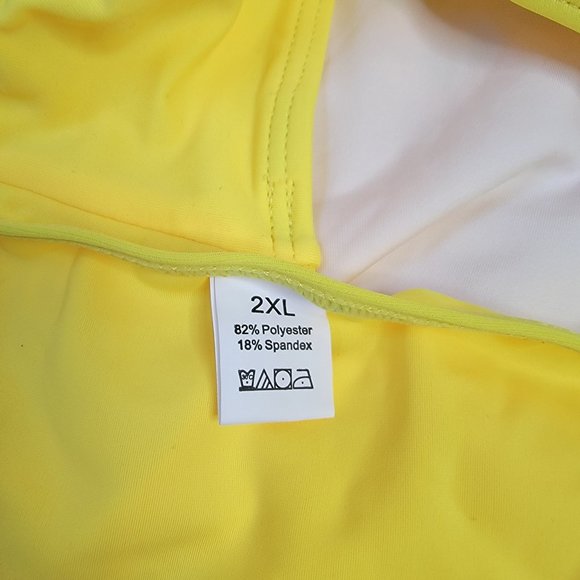 2XL
82% Polyester
18% Spandex